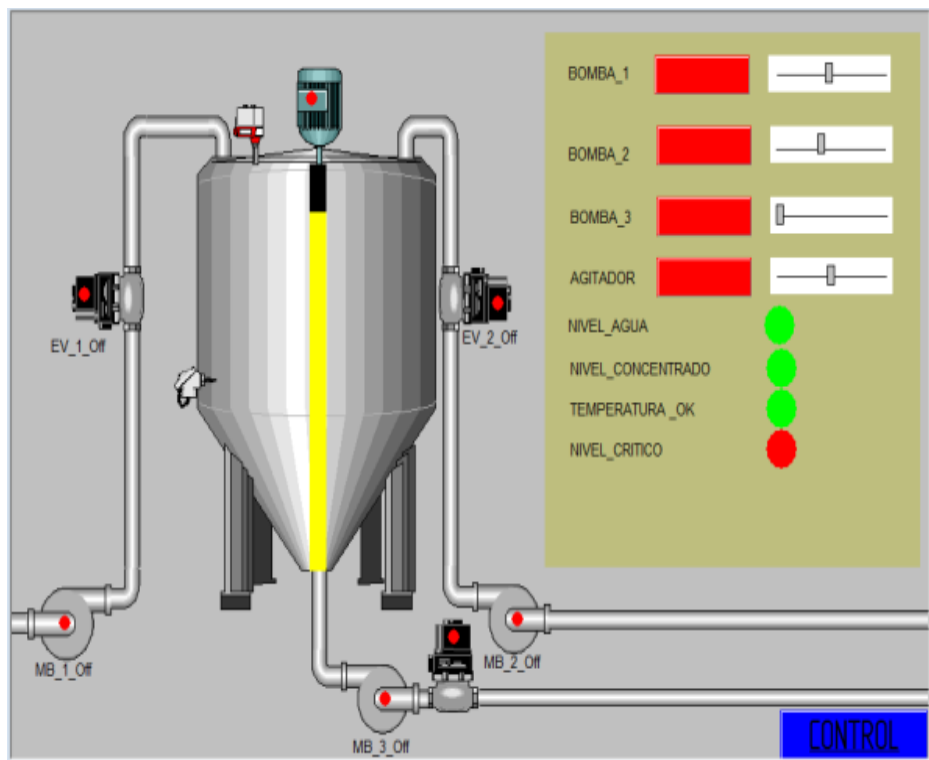 BOMBA_1
BOMBA_2
BOMBA_3
AGITADOR
NIVEL_AGUA
NIVEL_CONCENTRADO
TEMPERATURA _OK
NIVEL_CRITICO
EV_1_Off
EV_2_Off
MB_1_Off
MB_2_Off
MB_3_Off
CONTROL